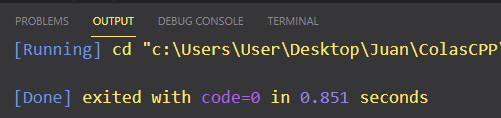 PROBLEMS OUTPUT DEBUG CONSOLE TERMINAL
[Running] cd "c:\Users\User\Desktop\Juan\ColasCPP\
[Done] exited with code=0 in 0.851 seconds